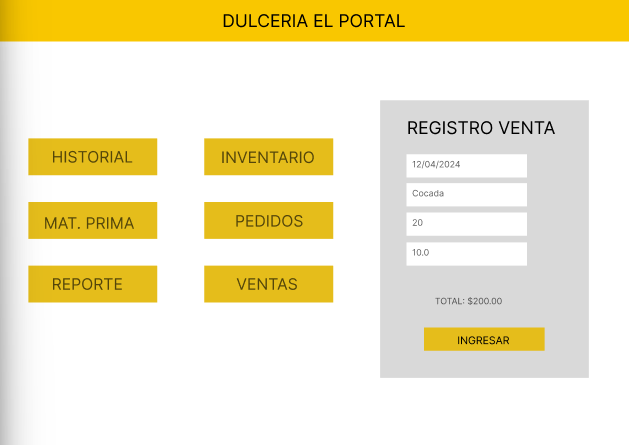 DULCERIA EL PORTAL
HISTORIAL
INVENTARIO
MAT. PRIMA
PEDIDOS
REPORTE
VENTAS
REGISTRO VENTA
12/04/2024
Cocada
20
10.0
TOTAL: $200.00
INGRESAR